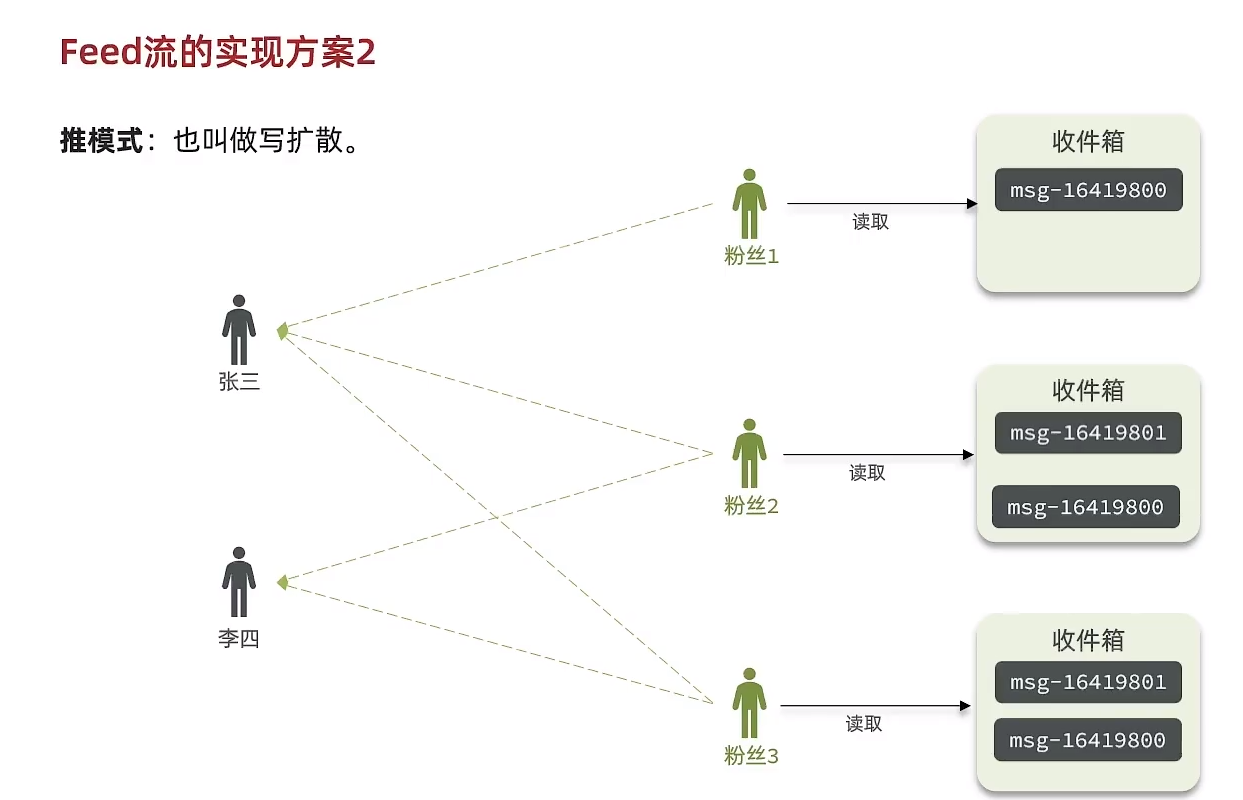 Feed流的实现方案2
推模式：也叫做写扩散。
收件箱
msg-16419800
读取
粉丝1
张三
收件箱
msg-16419801
读取
msg-16419800
粉丝2
李四
收件箱
msg-16419801
读取
msg-16419800
粉丝3